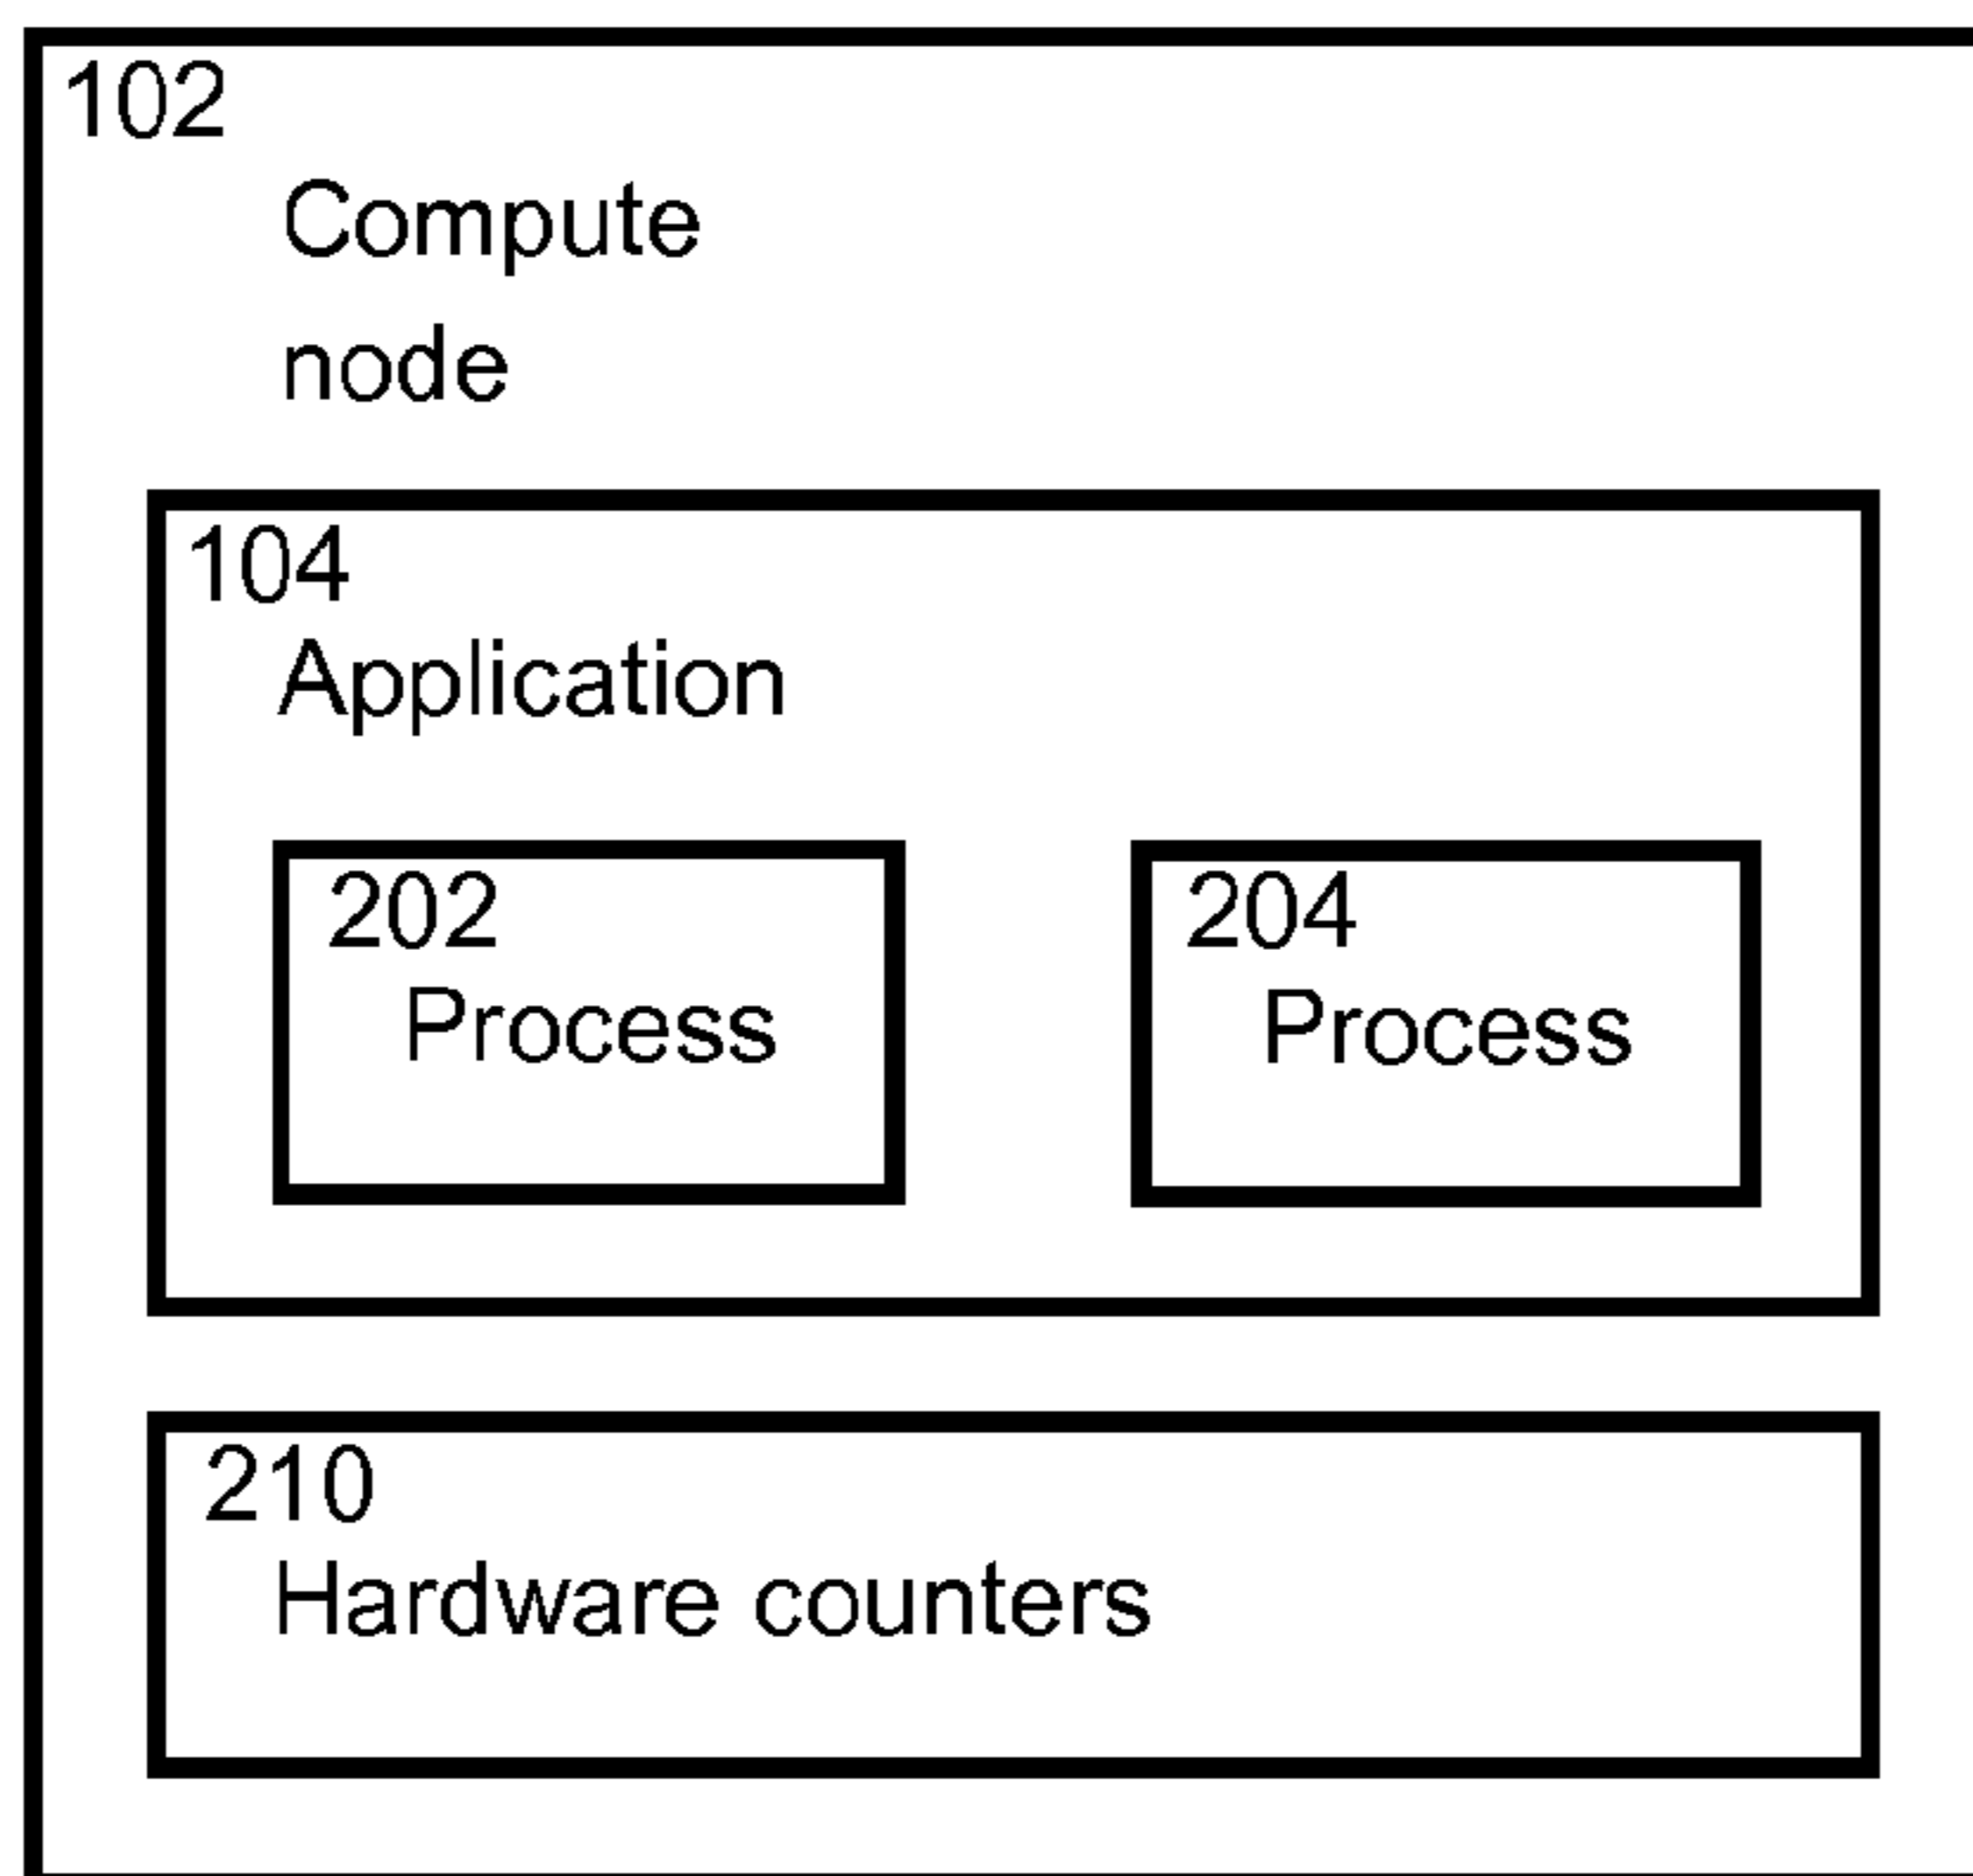 102
Compute
node
104
Application
202
Process
204
Process
210
Hardware counters